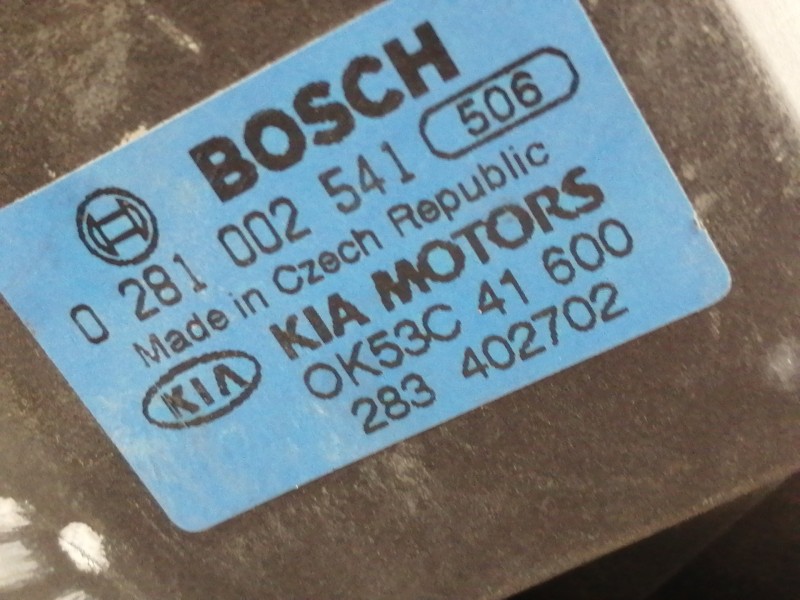 BOSCH
0 281 002 541 506
Made in Czech Republic
KIA MOTORS
KIA 0K53C 41 600
283 402702